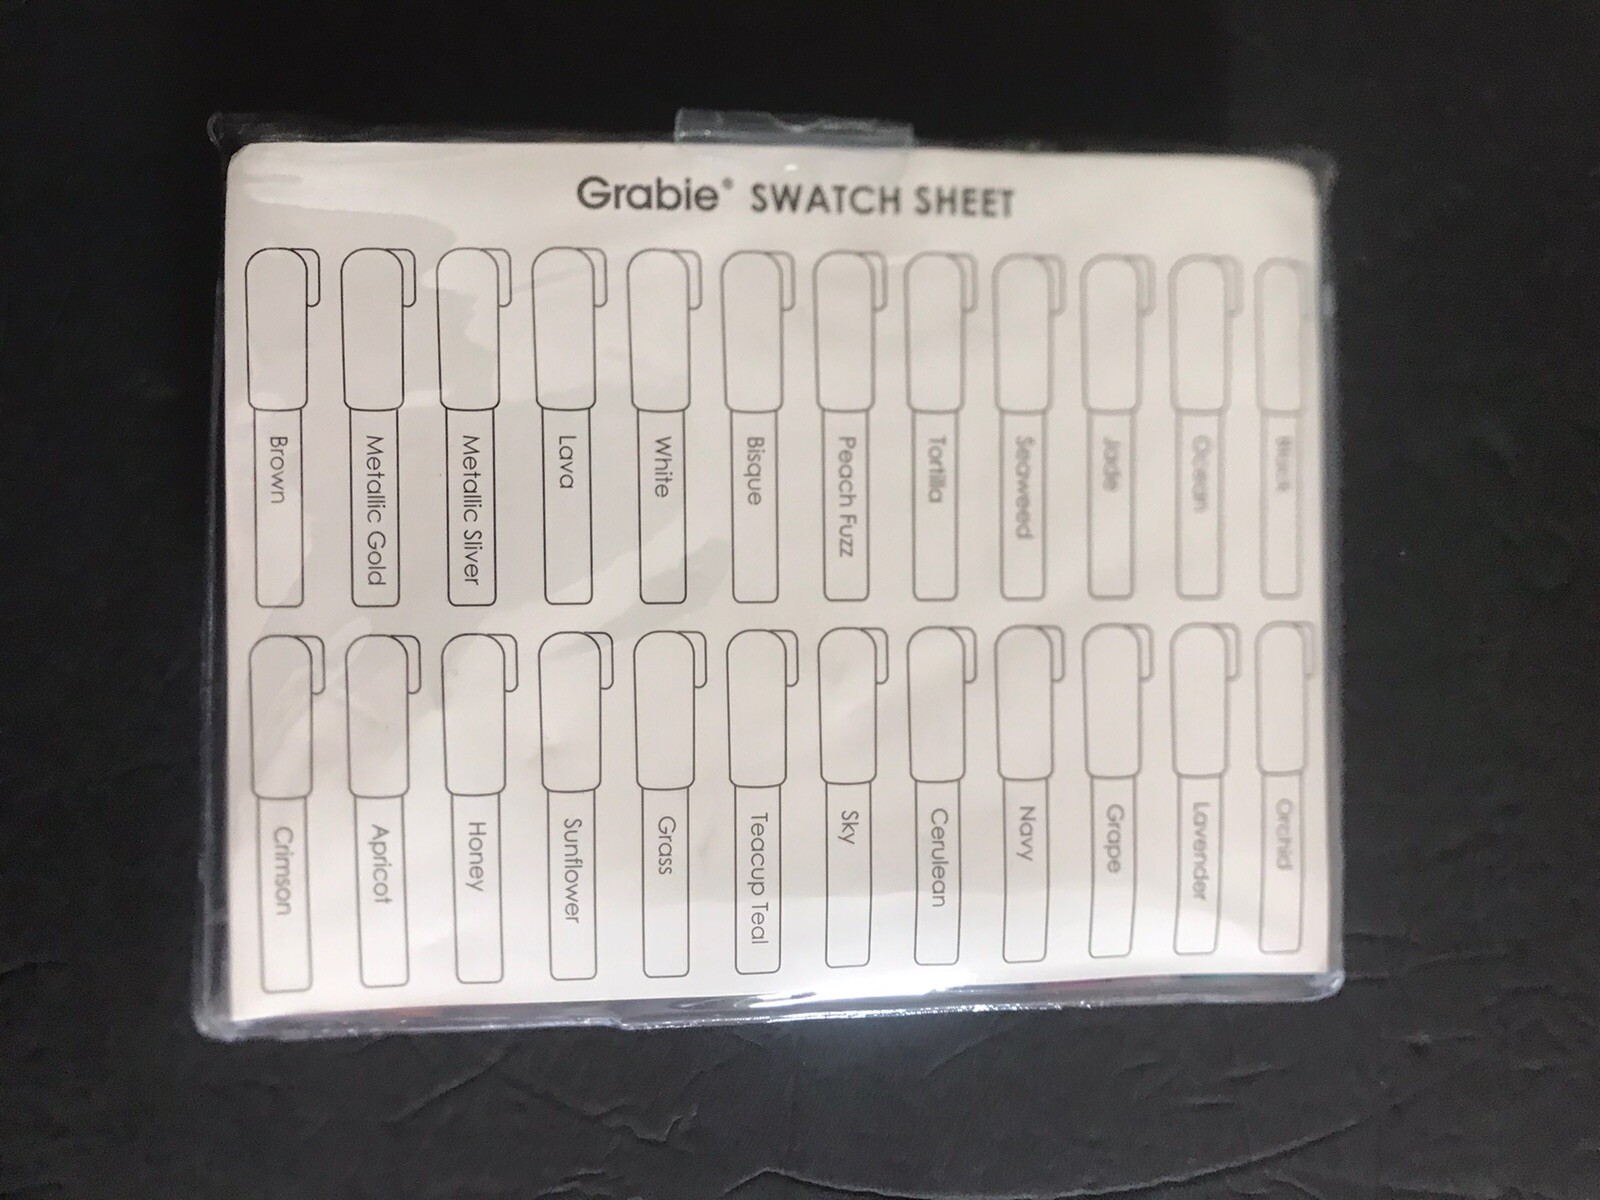 Grabie® SWATCH SHEET
Brown
Metallic Gold
Metallic Sliver
Lava
White
Bisque
Peach Fuzz
Tortilla
Seaweed
Jade
Ocean
Black
Crimson
Apricot
Honey
Sunflower
Grass
Teacup Teal
Sky
Cerulean
Navy
Grape
Lavender
Orchid